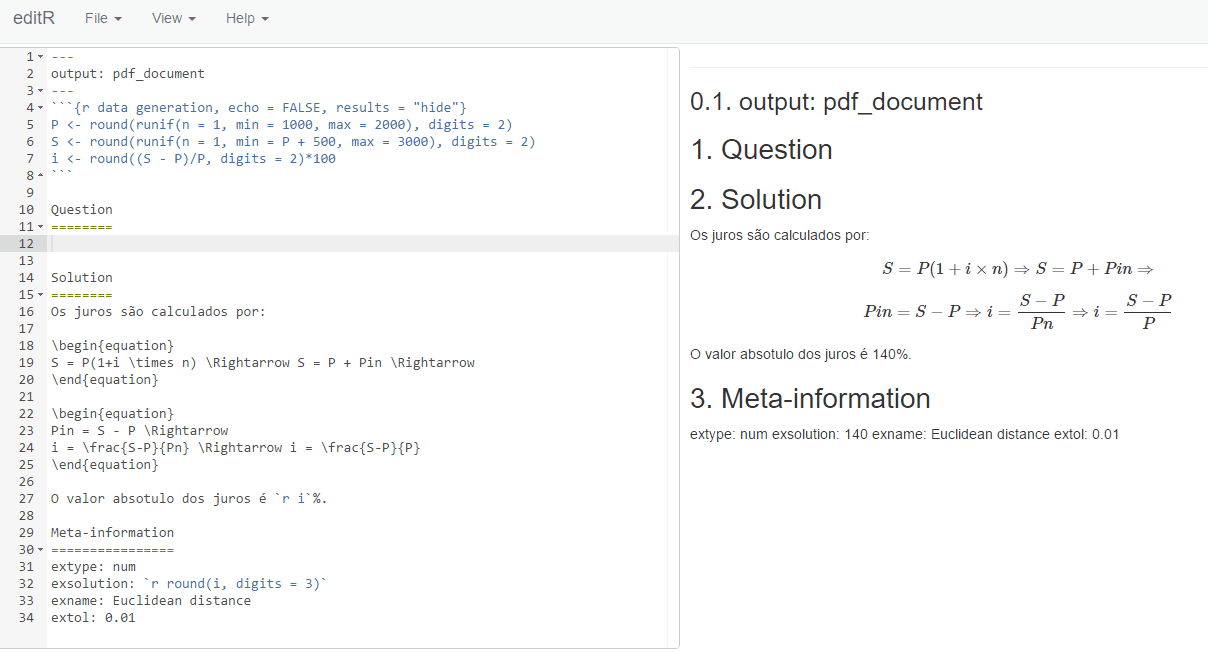 editR File View Help
1 ---
2 output: pdf_document
3 ---
4 ```{r data generation, echo = FALSE, results = "hide"}
5 P <- round(runif(n = 1, min = 1000, max = 2000), digits = 2)
6 S <- round(runif(n = 1, min = P + 500, max = 3000), digits = 2)
7 i <- round((S - P)/P, digits = 2)*100
8 ```
9
10 Question
11 ========
12
13
14 Solution
15 ========
16 Os juros são calculados por:
17
18 \begin{equation}
19 S = P(1+i \times n) \Rightarrow S = P + Pin \Rightarrow
20 \end{equation}
21
22 \begin{equation}
23 Pin = S - P \Rightarrow
24 i = \frac{S-P}{Pn} \Rightarrow i = \frac{S-P}{P}
25 \end{equation}
26
27 O valor absotulo dos juros é `r i`%.
28
29 Meta-information
30 ================
31 extype: num
32 exsolution: `r round(i, digits = 3)`
33 exname: Euclidean distance
34 extol: 0.01
0.1. output: pdf_document
1. Question
2. Solution
Os juros são calculados por:
S = P(1 + i × n) ⇒ S = P + Pin ⇒
Pin = S − P ⇒ i = (S − P)/(Pn) ⇒ i = (S − P)/P
O valor absotulo dos juros é 140%.
3. Meta-information
extype: num exsolution: 140 exname: Euclidean distance extol: 0.01